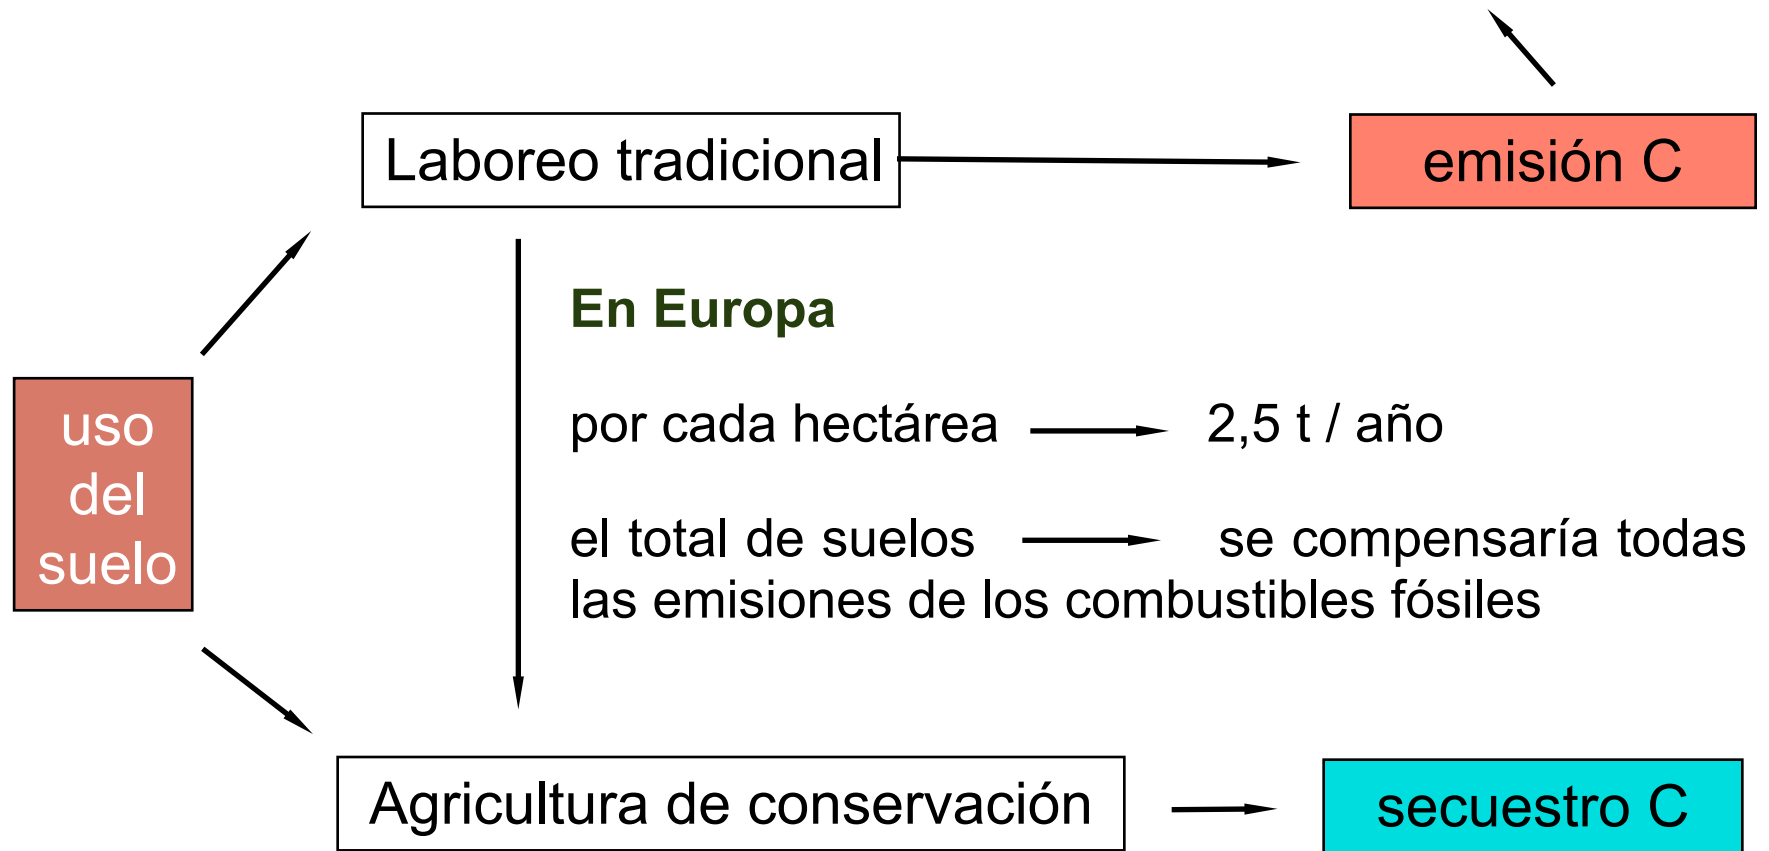 Laboreo tradicional
emisión C
En Europa
por cada hectárea
2,5 t / año
uso
del
suelo
el total de suelos
se compensaría todas
las emisiones de los combustibles fósiles
Agricultura de conservación
secuestro C